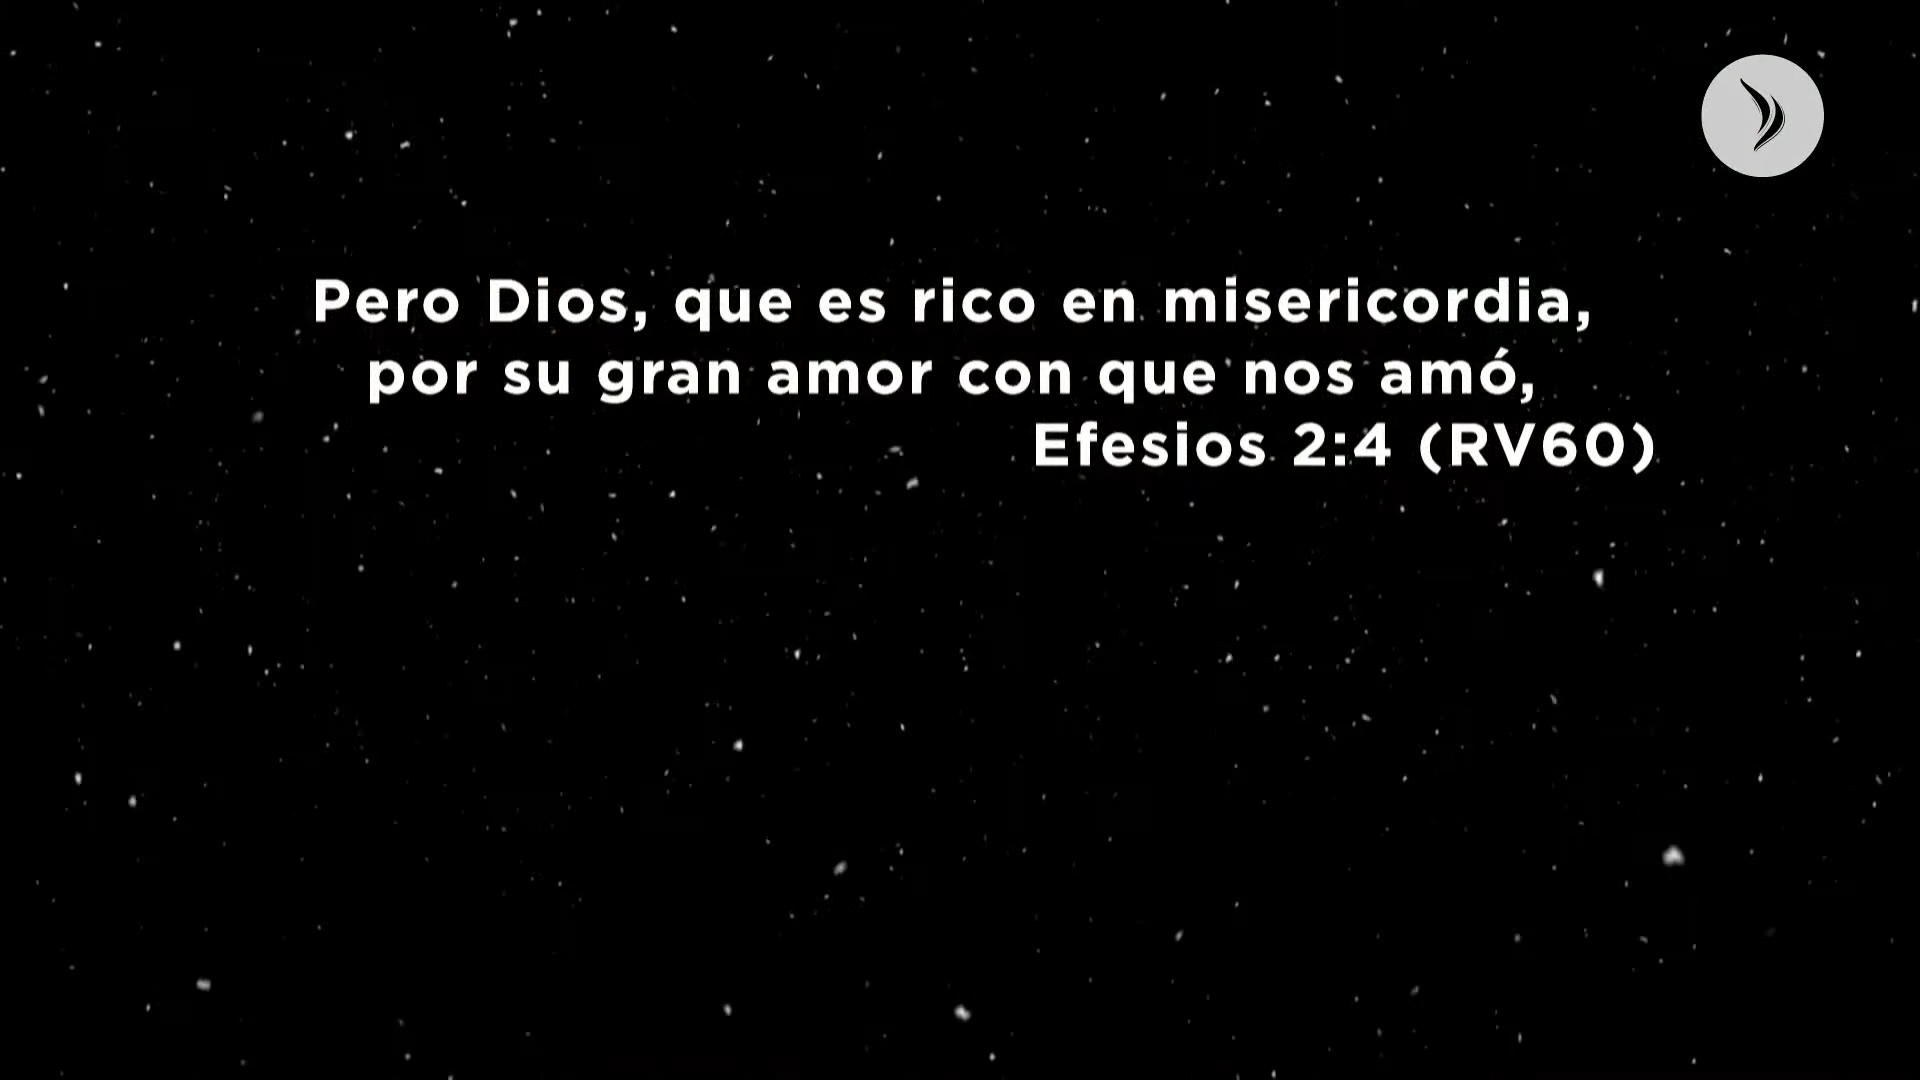 Pero Dios, que es rico en misericordia,
por su gran amor con que nos amó,
Efesios 2:4 (RV60)